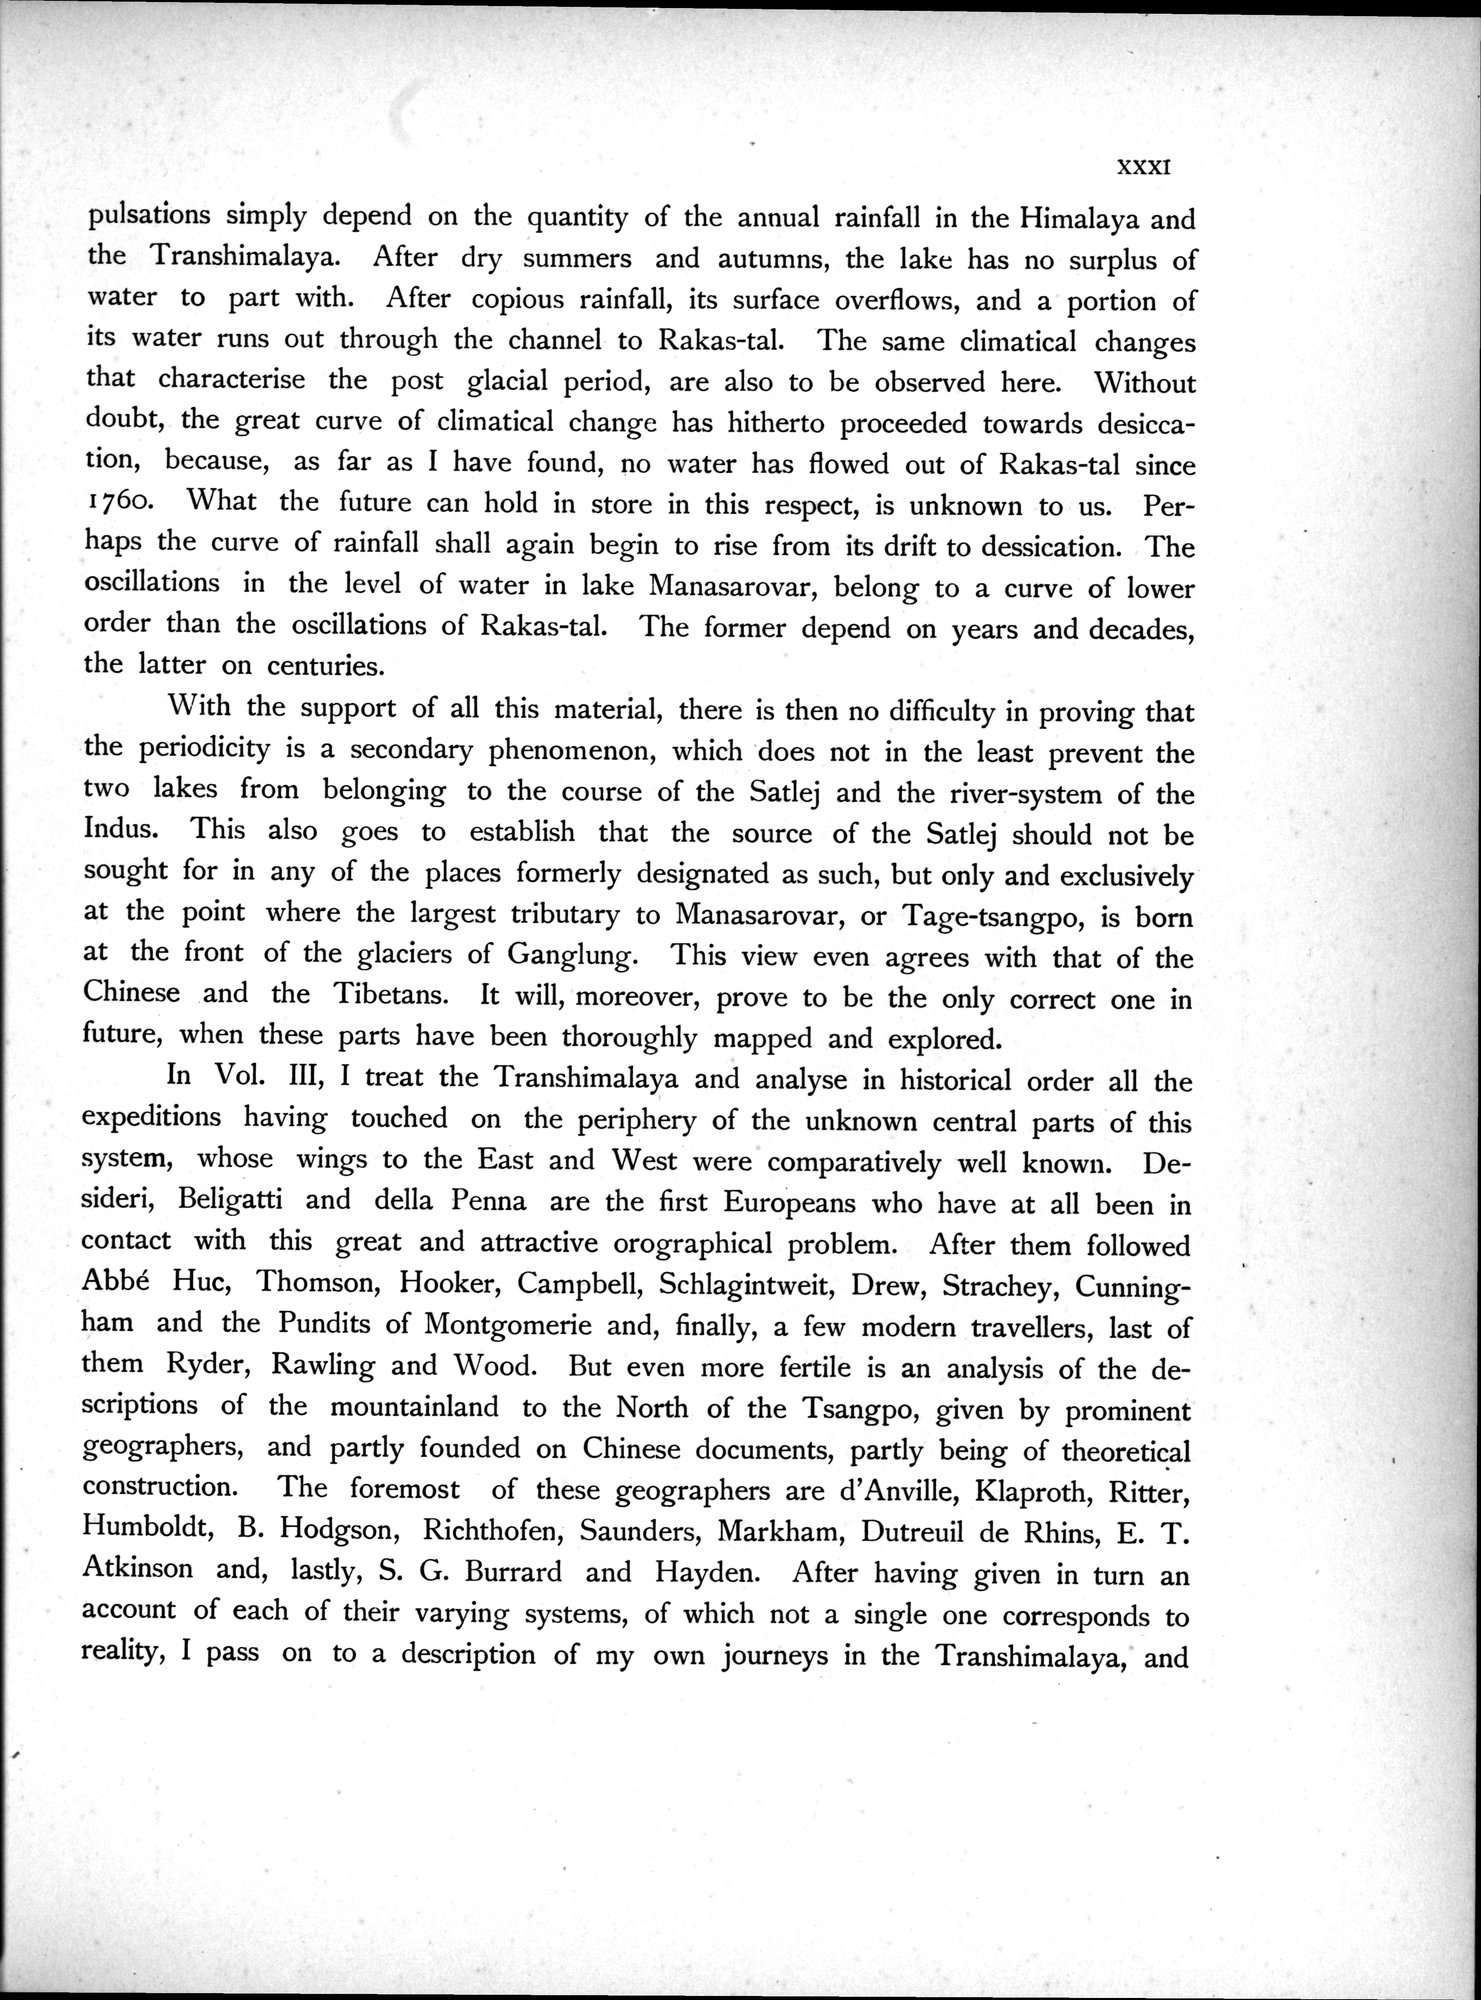 XXXI
pulsations simply depend on the quantity of the annual rainfall in the Himalaya and
the Transhimalaya. After dry summers and autumns, the lake has no surplus of
water to part with. After copious rainfall, its surface overflows, and a portion of
its water runs out through the channel to Rakas-tal. The same climatical changes
that characterise the post glacial period, are also to be observed here. Without
doubt, the great curve of climatical change has hitherto proceeded towards desicca-
tion, because, as far as I have found, no water has flowed out of Rakas-tal since
1760. What the future can hold in store in this respect, is unknown to us. Per-
haps the curve of rainfall shall again begin to rise from its drift to dessication. The
oscillations in the level of water in lake Manasarovar, belong to a curve of lower
order than the oscillations of Rakas-tal. The former depend on years and decades,
the latter on centuries.
With the support of all this material, there is then no difficulty in proving that
the periodicity is a secondary phenomenon, which does not in the least prevent the
two lakes from belonging to the course of the Satlej and the river-system of the
Indus. This also goes to establish that the source of the Satlej should not be
sought for in any of the places formerly designated as such, but only and exclusively
at the point where the largest tributary to Manasarovar, or Tage-tsangpo, is born
at the front of the glaciers of Ganglung. This view even agrees with that of the
Chinese and the Tibetans. It will, moreover, prove to be the only correct one in
future, when these parts have been thoroughly mapped and explored.
In Vol. III, I treat the Transhimalaya and analyse in historical order all the
expeditions having touched on the periphery of the unknown central parts of this
system, whose wings to the East and West were comparatively well known. De-
sideri, Beligatti and della Penna are the first Europeans who have at all been in
contact with this great and attractive orographical problem. After them followed
Abbé Huc, Thomson, Hooker, Campbell, Schlagintweit, Drew, Strachey, Cunning-
ham and the Pundits of Montgomerie and, finally, a few modern travellers, last of
them Ryder, Rawling and Wood. But even more fertile is an analysis of the de-
scriptions of the mountainland to the North of the Tsangpo, given by prominent
geographers, and partly founded on Chinese documents, partly being of theoretical
construction. The foremost of these geographers are d'Anville, Klaproth, Ritter,
Humboldt, B. Hodgson, Richthofen, Saunders, Markham, Dutreuil de Rhins, E. T.
Atkinson and, lastly, S. G. Burrard and Hayden. After having given in turn an
account of each of their varying systems, of which not a single one corresponds to
reality, I pass on to a description of my own journeys in the Transhimalaya, and